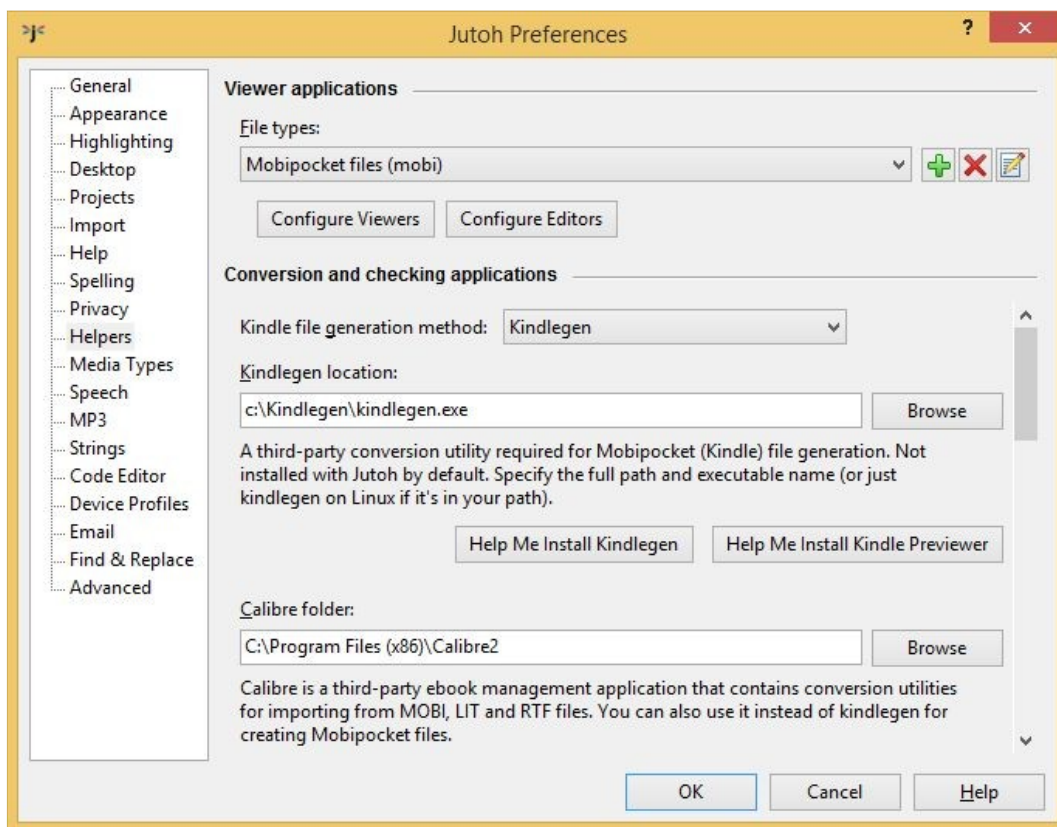 Jutoh Preferences
?
General
Appearance
Highlighting
Desktop
Projects
Import
Help
Spelling
Privacy
Helpers
Media Types
Speech
MP3
Strings
Code Editor
Device Profiles
Email
Find & Replace
Advanced
Viewer applications
File types:
Mobipocket files (mobi)
Configure Viewers
Configure Editors
Conversion and checking applications
Kindle file generation method:
Kindlegen
Kindlegen location:
c:\Kindlegen\kindlegen.exe
Browse
A third-party conversion utility required for Mobipocket (Kindle) file generation. Not
installed with Jutoh by default. Specify the full path and executable name (or just
kindlegen on Linux if it's in your path).
Help Me Install Kindlegen
Help Me Install Kindle Previewer
Calibre folder:
C:\Program Files (x86)\Calibre2
Browse
Calibre is a third-party ebook management application that contains conversion utilities
for importing from MOBI, LIT and RTF files. You can also use it instead of kindlegen for
creating Mobipocket files.
OK
Cancel
Help